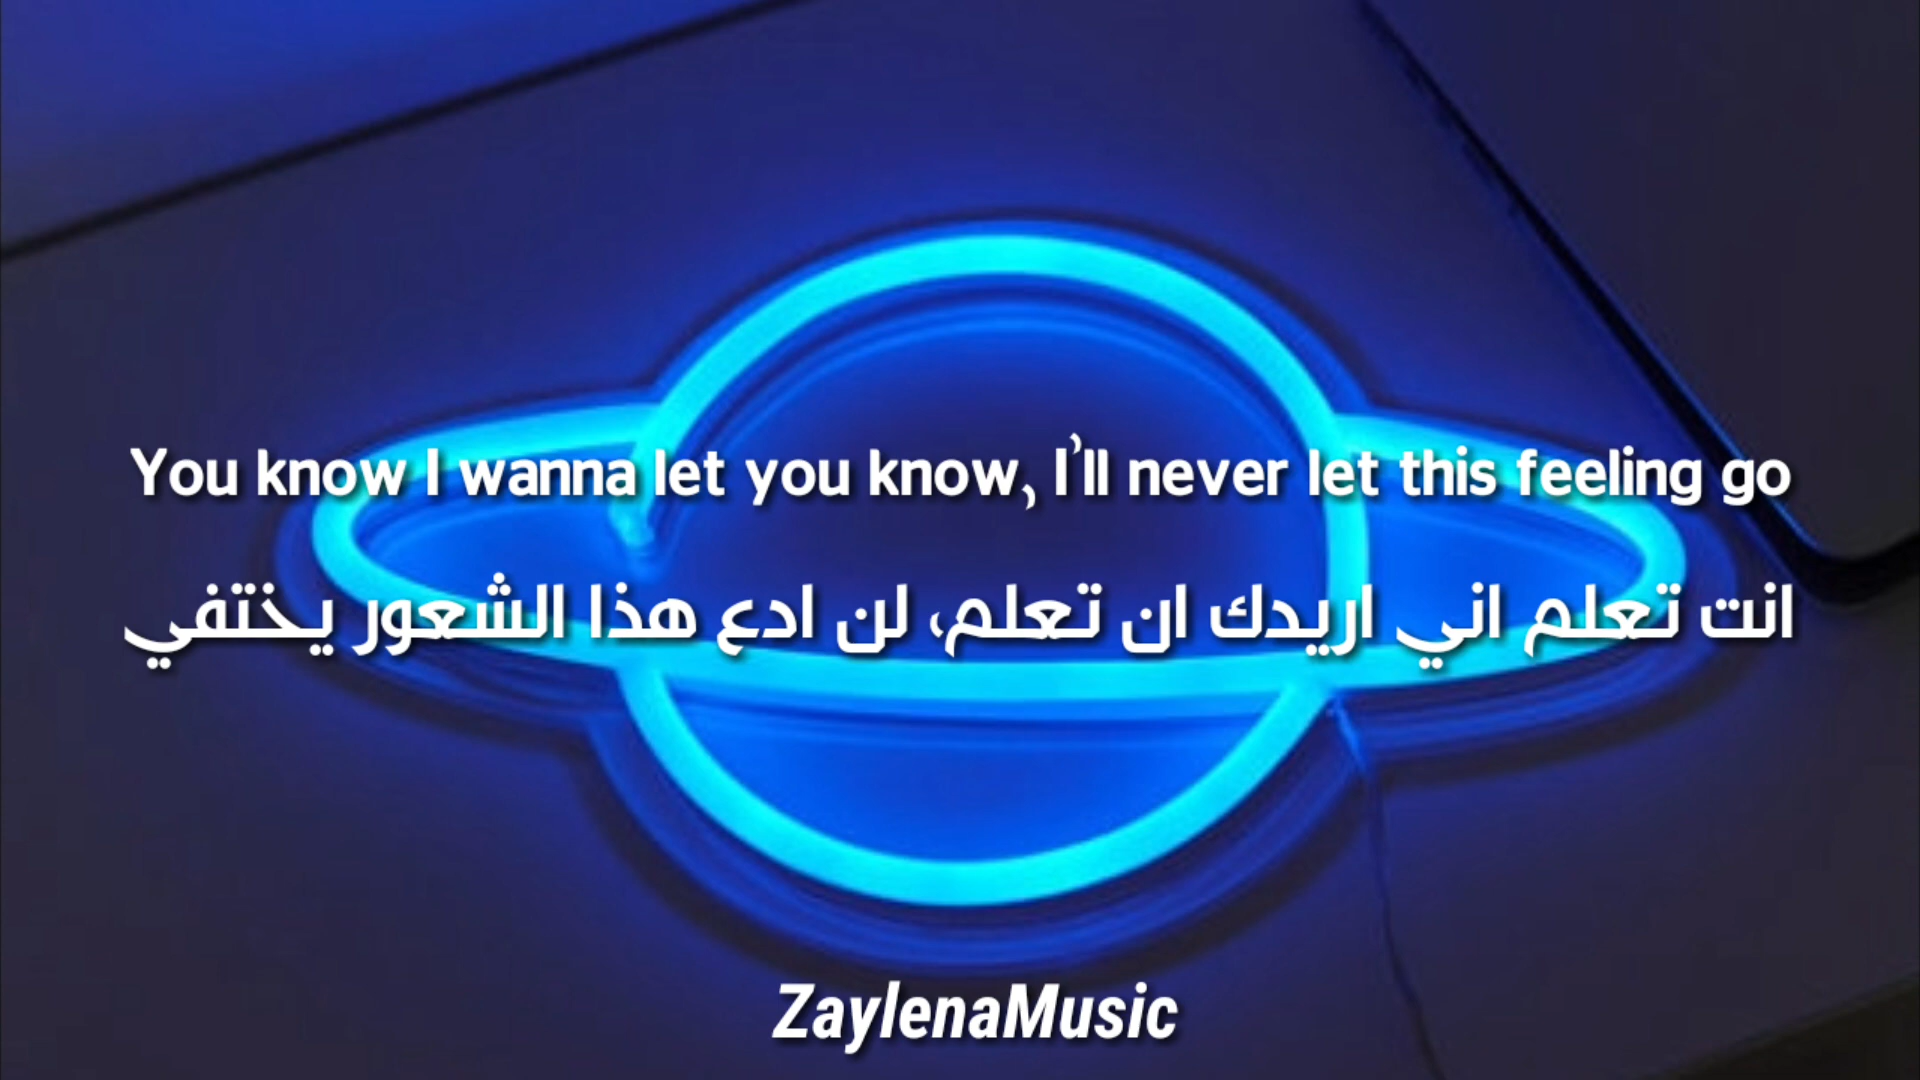 You know I wanna let you know, I'll never let this feeling go
انت تعلم اني اريدك ان تعلم، لن ادع هذا الشعور يختفي
ZaylenaMusic